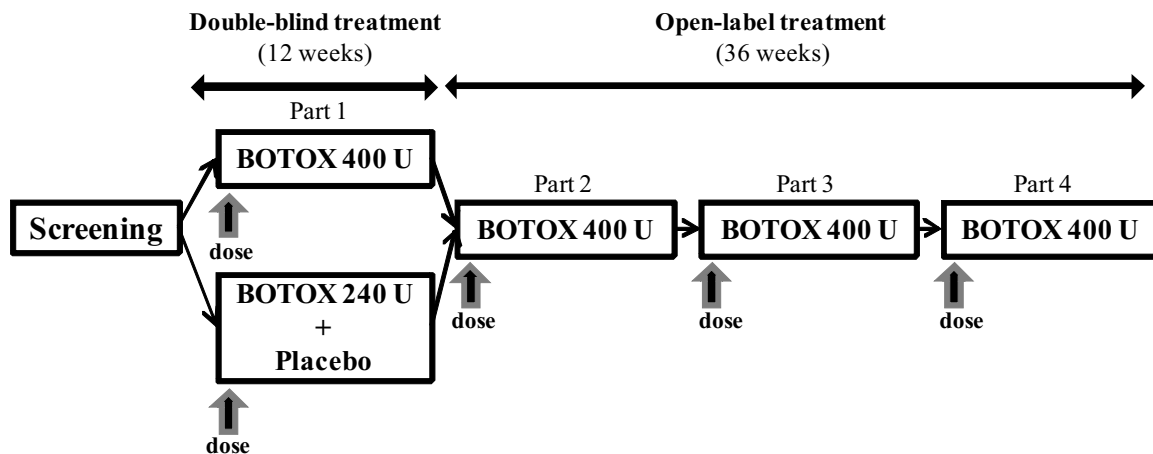 Double-blind treatment
(12 weeks)
Open-label treatment
(36 weeks)
Part 1
BOTOX 400 U
dose
Screening
BOTOX 240 U
+
Placebo
dose
Part 2
BOTOX 400 U
dose
Part 3
BOTOX 400 U
dose
Part 4
BOTOX 400 U
dose